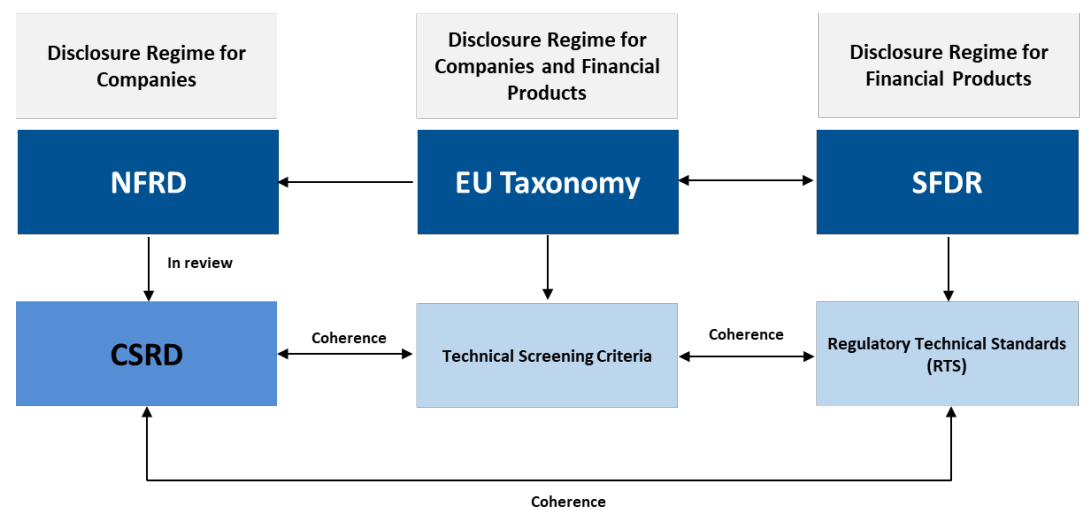 Disclosure Regime for
Companies
Disclosure Regime for
Companies and Financial
Products
Disclosure Regime for
Financial Products
NFRD
EU Taxonomy
SFDR
In review
CSRD
Coherence
Technical Screening Criteria
Coherence
Regulatory Technical Standards
(RTS)
Coherence